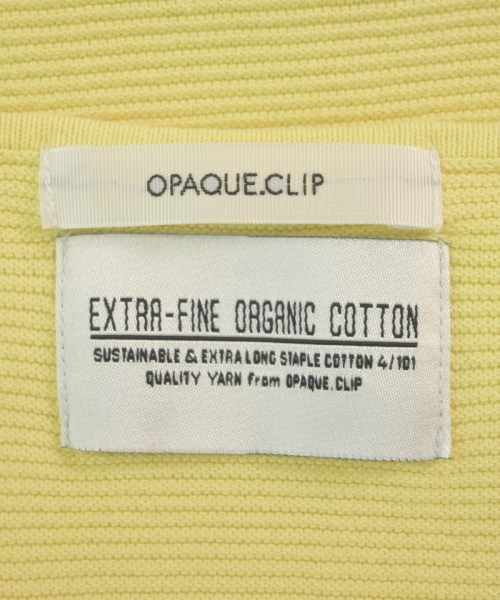 OPAQUE.CLIP
EXTRA-FINE ORGANIC COTTON
SUSTAINABLE & EXTRA LONG STAPLE COTTON 4/101
QUALITY YARN from OPAQUE.CLIP